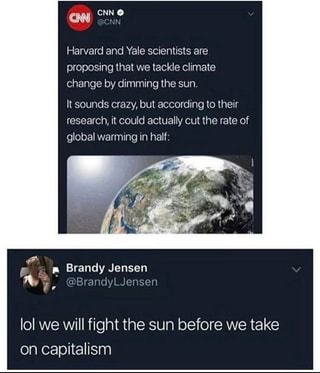 CNN
CNN
@CNN
Harvard and Yale scientists are
proposing that we tackle climate
change by dimming the sun.
It sounds crazy, but according to their
research, it could actually cut the rate of
global warming in half:
Brandy Jensen
@BrandyLJensen
lol we will fight the sun before we take
on capitalism